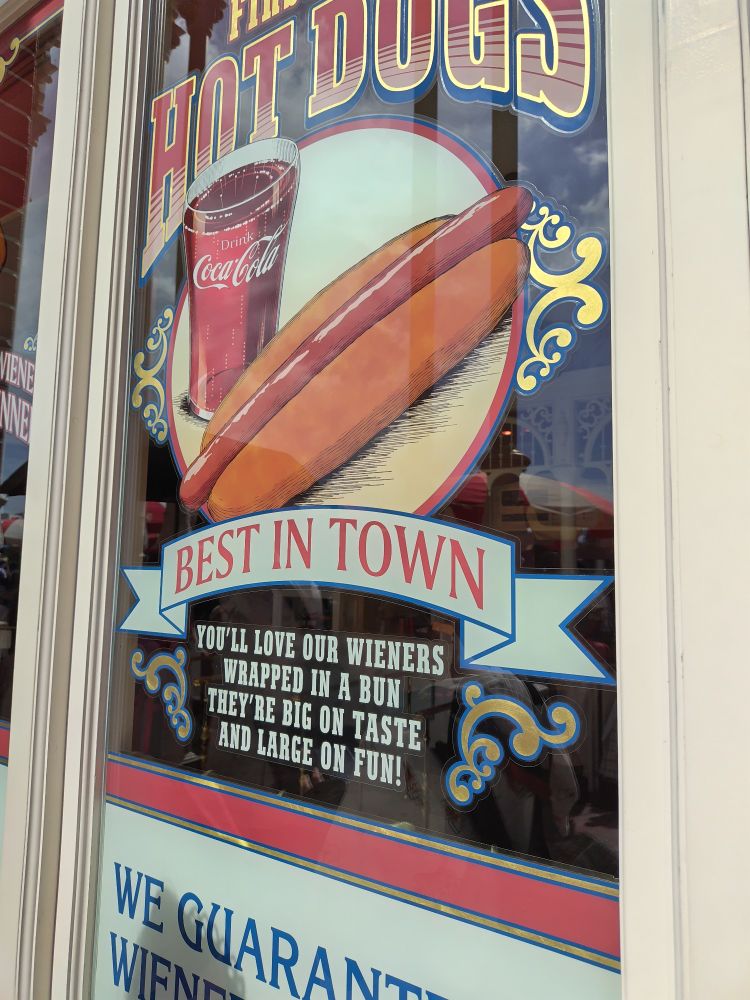 HOT DOGS
Drink
Coca-Cola
BEST IN TOWN
YOU'LL LOVE OUR WIENERS
WRAPPED IN A BUN
THEY'RE BIG ON TASTE
AND LARGE ON FUN!
WE